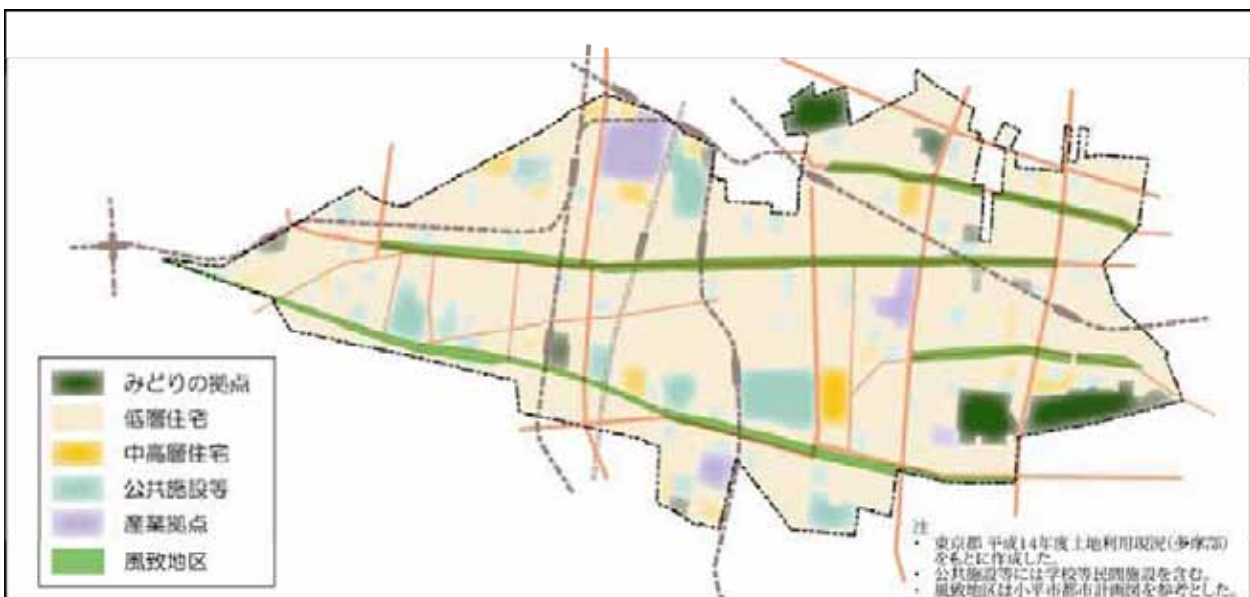 みどりの拠点
低層住宅
中高層住宅
公共施設等
産業拠点
風致地区
注
・ 東京都 平成14年度土地利用現況(多摩部)
をもとに作成した。
・ 公共施設等には学校等民間施設を含む。
・ 風致地区は小平市都市計画図を参考とした。